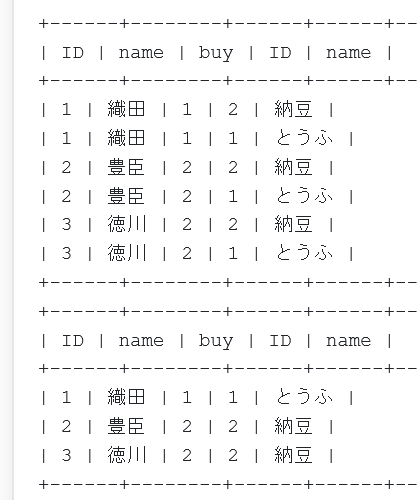 +------+--------+------+------+------+--
| ID | name | buy | ID | name |
+------+--------+------+------+------+--
| 1 | 織田 | 1 | 2 | 納豆 |
| 1 | 織田 | 1 | 1 | とうふ |
| 2 | 豊臣 | 2 | 2 | 納豆 |
| 2 | 豊臣 | 2 | 1 | とうふ |
| 3 | 徳川 | 2 | 2 | 納豆 |
| 3 | 徳川 | 2 | 1 | とうふ |
+------+--------+------+------+------+--
+------+--------+------+------+------+--
| ID | name | buy | ID | name |
+------+--------+------+------+------+--
| 1 | 織田 | 1 | 1 | とうふ |
| 2 | 豊臣 | 2 | 2 | 納豆 |
| 3 | 徳川 | 2 | 2 | 納豆 |
+------+--------+------+------+------+--